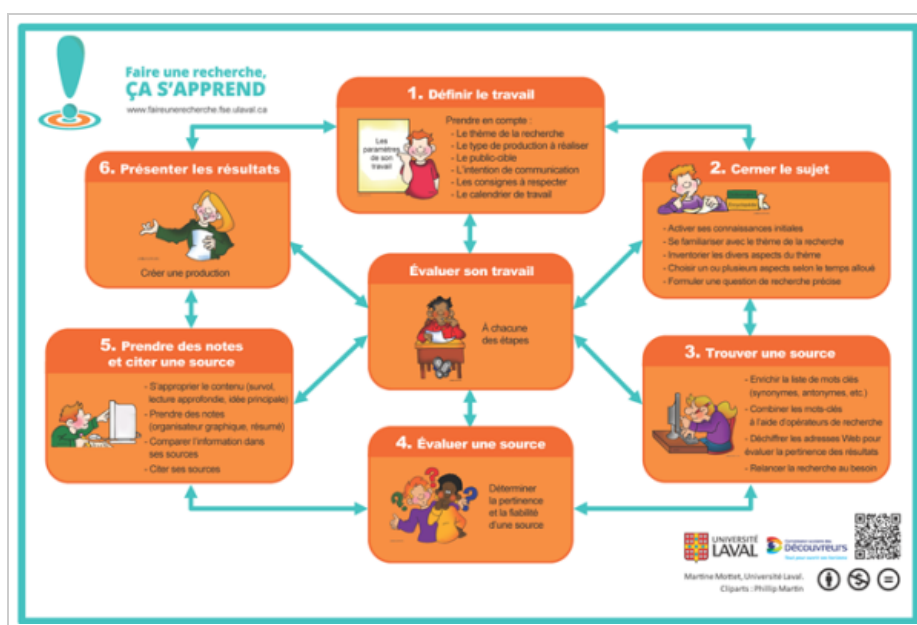 Faire une recherche,
ÇA S'APPREND
www.faireunerecherche.fse.ulaval.ca
1. Définir le travail
Les
paramètres
de son
travail
Prendre en compte :
- Le thème de la recherche
- Le type de production à réaliser
- Le public-cible
- L'intention de communication
- Les consignes à respecter
- Le calendrier de travail
2. Cerner le sujet
- Activer ses connaissances initiales
- Se familiariser avec le thème de la recherche
- Inventorier les divers aspects du thème
- Choisir un ou plusieurs aspects selon le temps alloué
- Formuler une question de recherche précise
3. Trouver une source
- Enrichir la liste de mots clés
(synonymes, antonymes, etc.)
- Combiner les mots-clés
à l'aide d'opérateurs de recherche
- Déchiffrer les adresses Web pour
évaluer la pertinence des résultats
- Relancer la recherche au besoin
4. Évaluer une source
Déterminer
la pertinence
et la fiabilité
d'une source
5. Prendre des notes
et citer une source
- S'approprier le contenu (survol,
lecture approfondie, idée principale)
- Prendre des notes
(organisateur graphique, résumé)
- Comparer l'information dans
ses sources
- Citer ses sources
6. Présenter les résultats
Créer une production
Évaluer son travail
À chacune
des étapes
UNIVERSITÉ
LAVAL
Découvreurs
Martine Mottet, Université Laval.
Cliparts : Phillip Martin